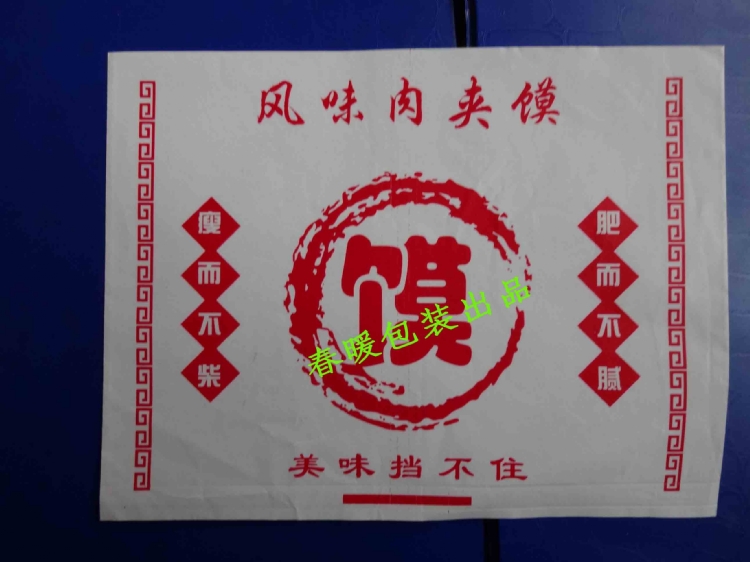 风味肉夹馍
瘦而不柴
肥而不腻
馍
春暖包装出品
美味挡不住